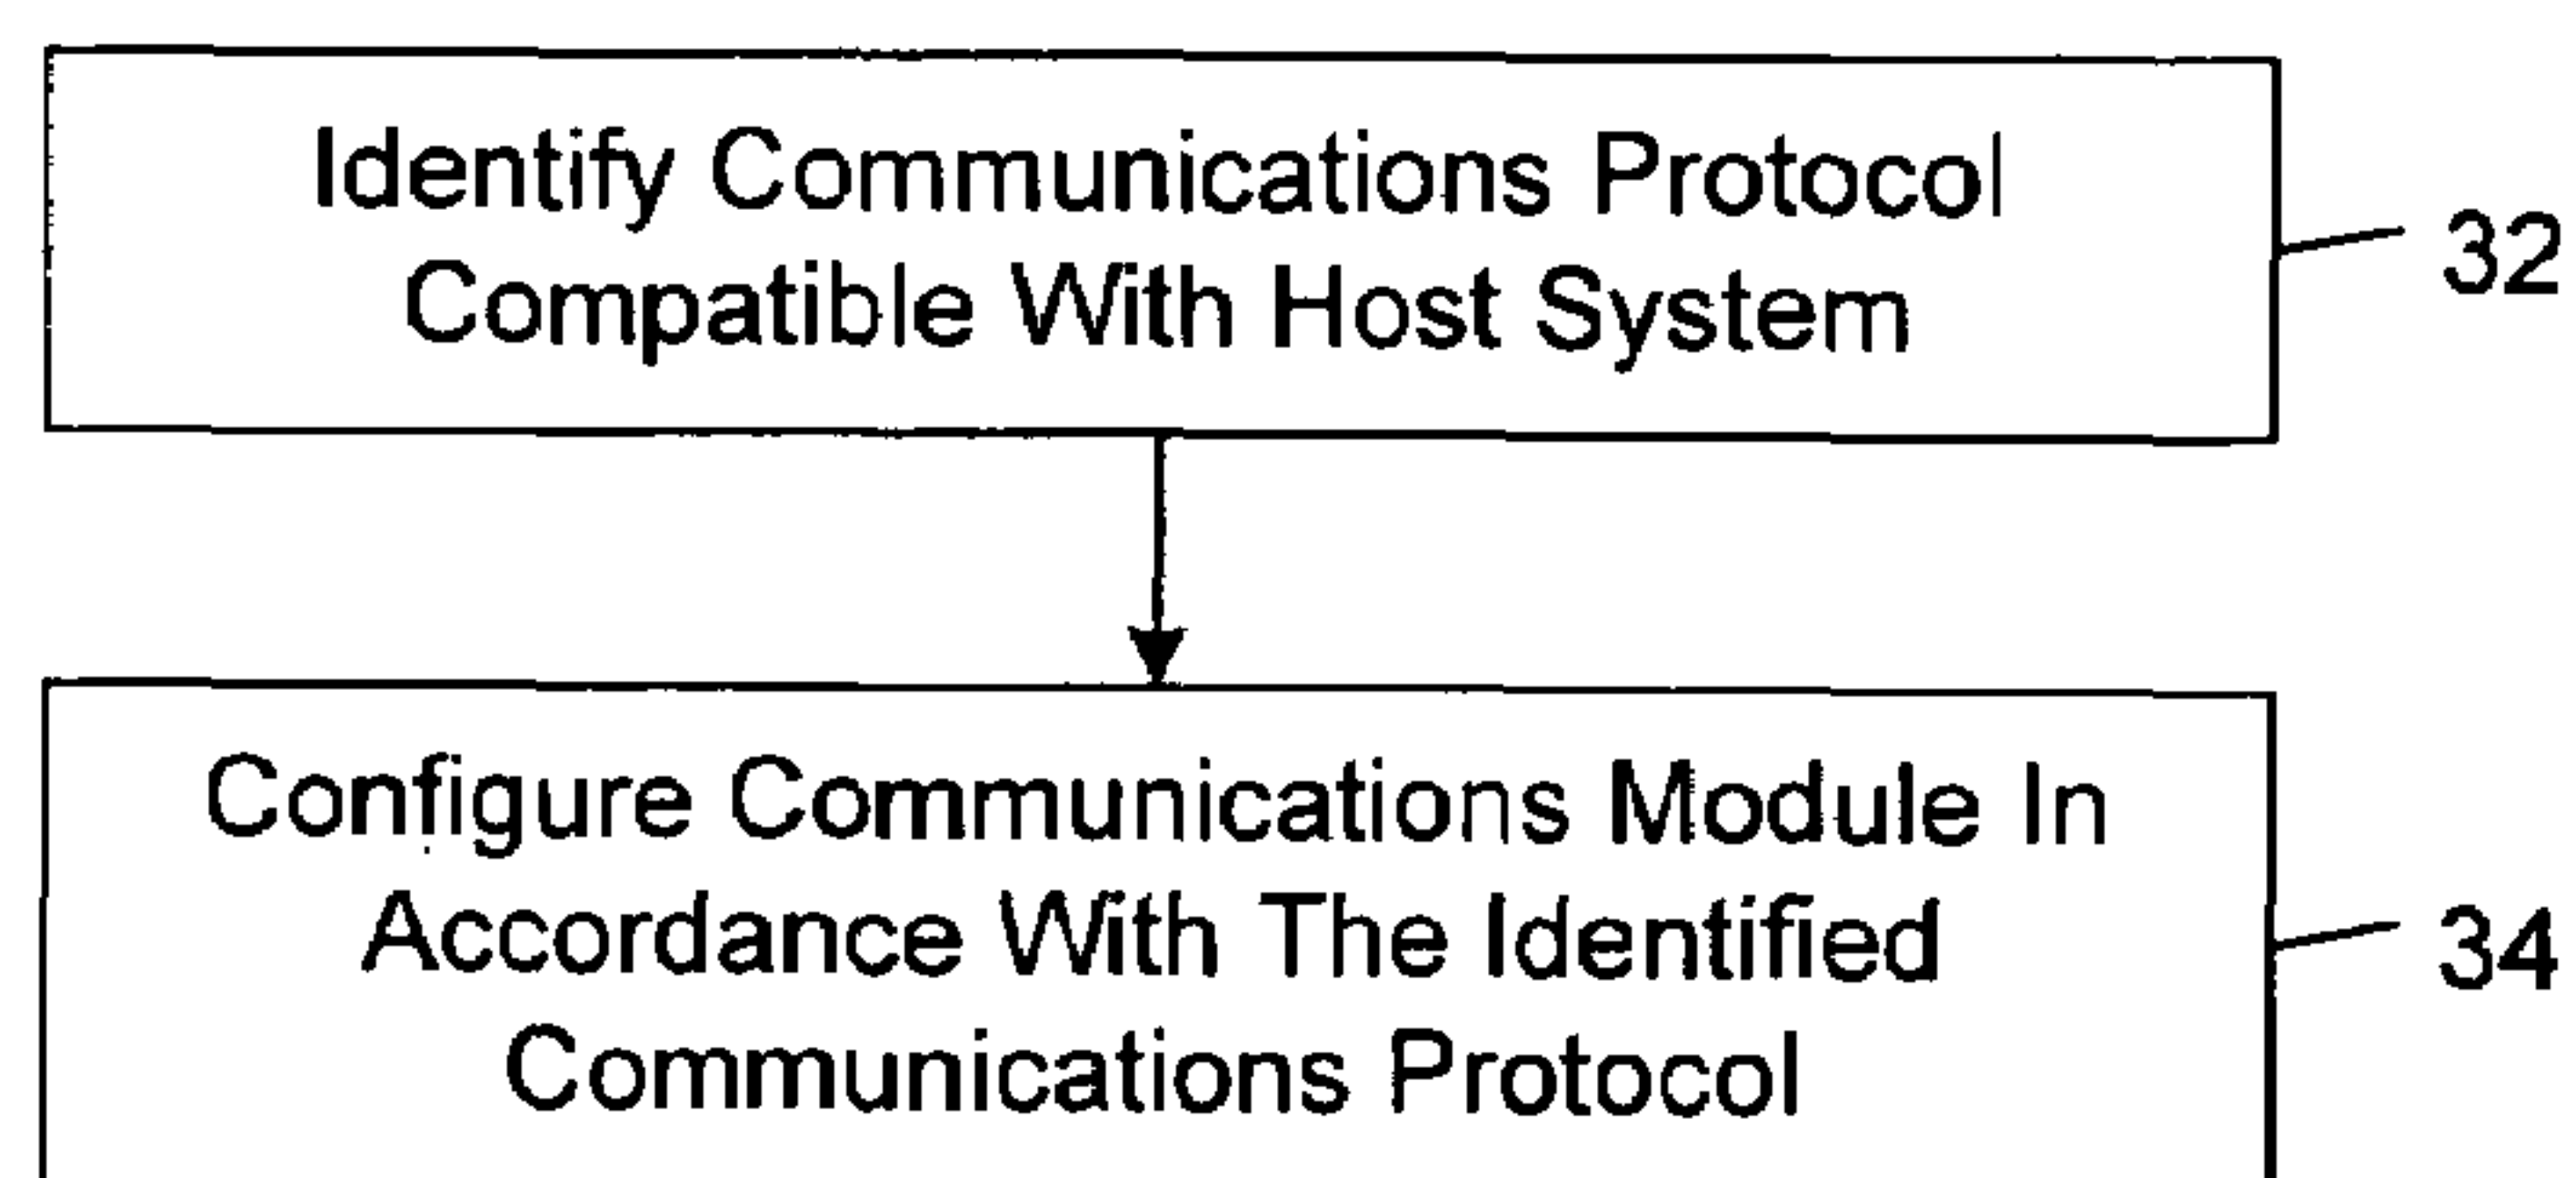 Identify Communications Protocol
Compatible With Host System
32
Configure Communications Module In
Accordance With The Identified
Communications Protocol
34